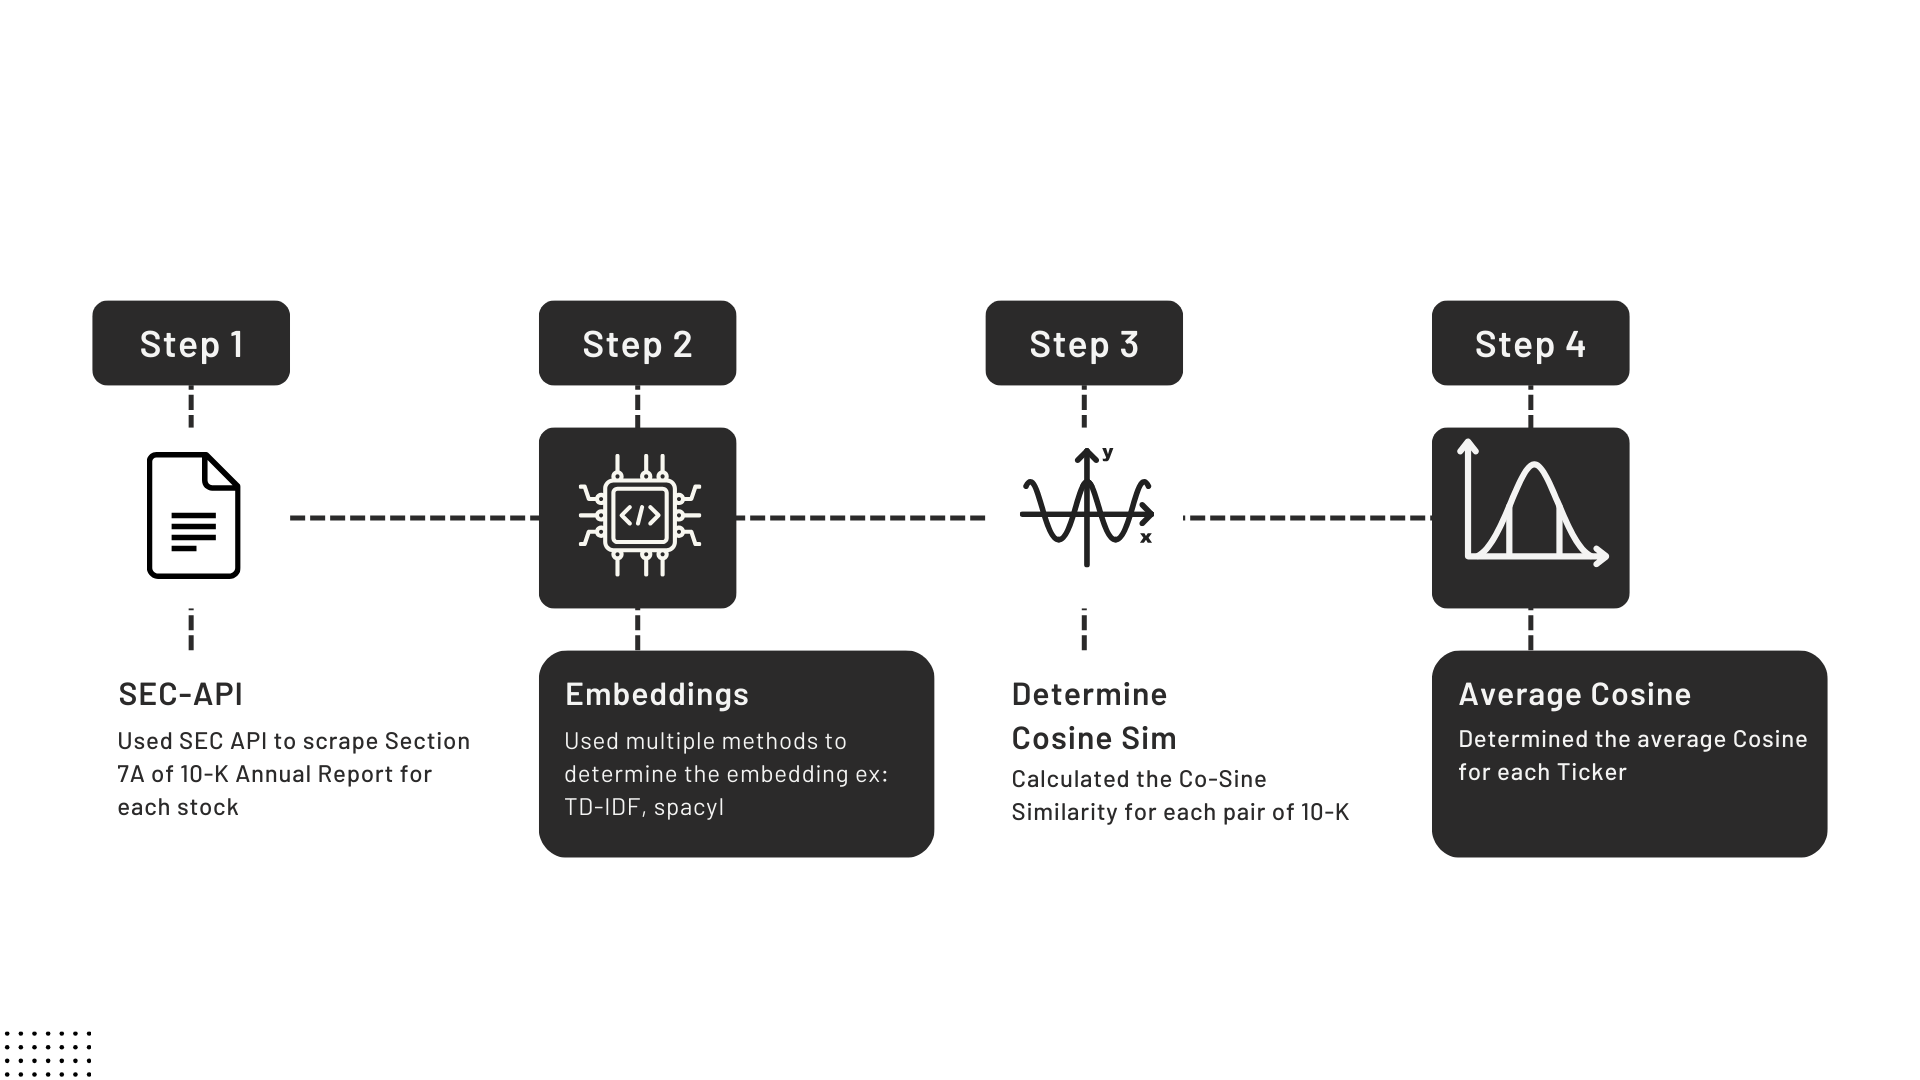 Step 1
Step 2
Step 3
Step 4
y
x
SEC-API
Used SEC API to scrape Section
7A of 10-K Annual Report for
each stock
Embeddings
Used multiple methods to
determine the embedding ex:
TD-IDF, spacyl
Determine
Cosine Sim
Calculated the Co-Sine
Similarity for each pair of 10-K
Average Cosine
Determined the average Cosine
for each Ticker